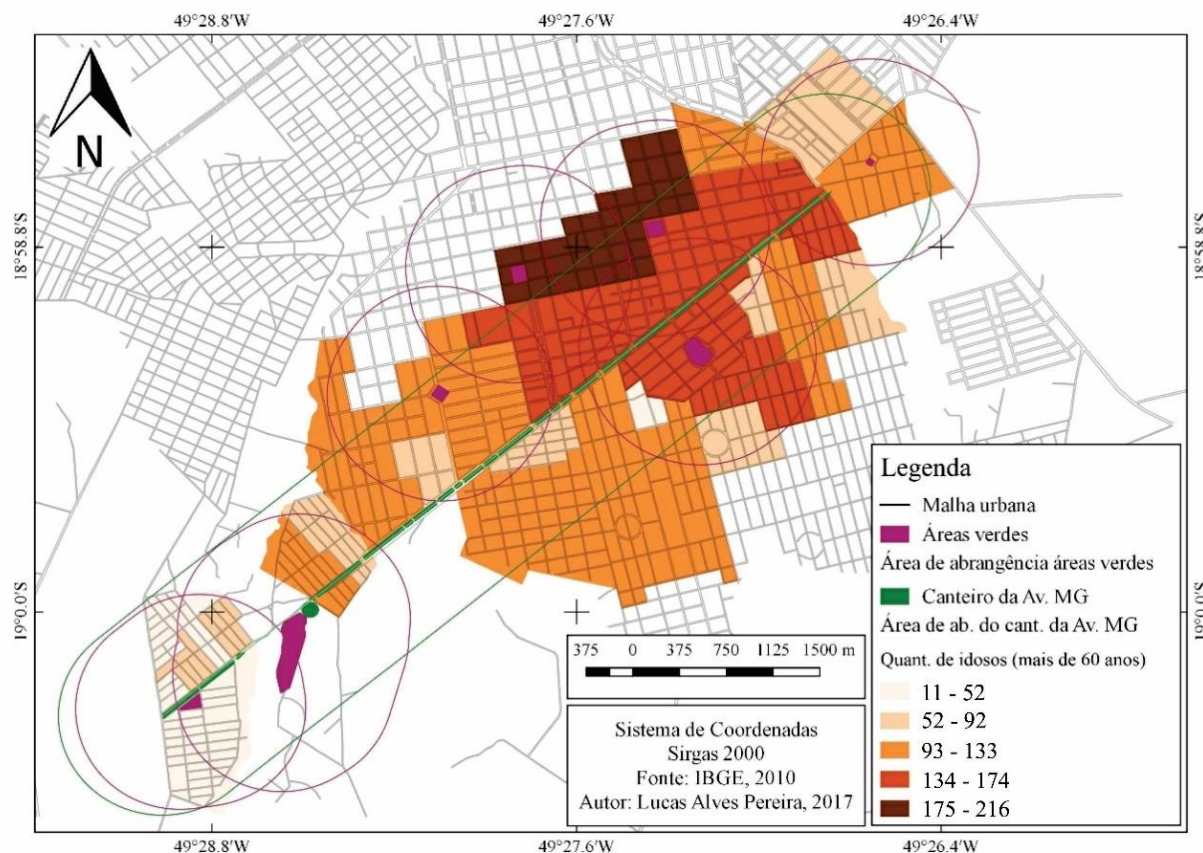 49°28.8'W
49°27.6'W
49°26.4'W
N
18°58.8'S
18°58.8'S
19°0.0'S
19°0.0'S
Legenda
Malha urbana
Áreas verdes
Área de abrangência áreas verdes
Canteiro da Av. MG
Área de ab. do cant. da Av. MG
Quant. de idosos (mais de 60 anos)
11 - 52
52 - 92
93 - 133
134 - 174
175 - 216
375 0 375 750 1125 1500 m
Sistema de Coordenadas
Sirgas 2000
Fonte: IBGE, 2010
Autor: Lucas Alves Pereira, 2017
49°28.8'W
49°27.6'W
49°26.4'W